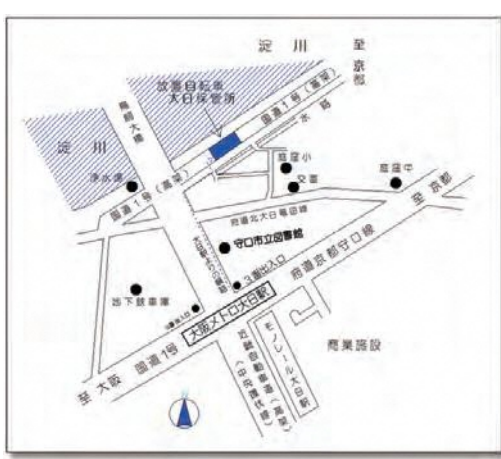 淀川
至京都
放置自転車
大日保管所
鳥飼大橋
国道1号(高架)
水路
淀川
浄水場
庭窪小
交番
庭窪中
国道1号(高架)
府道北大日竜田線
至京都
守口市立図書館
府道京都守口線
3番出入口
地下鉄車庫
大阪メトロ大日駅
国道1号
至大阪
近畿自動車道(高架)
(中央環状線)
モノレール大日駅
商業施設